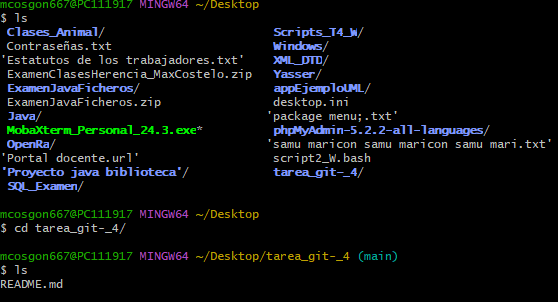 mcosgon667@PC111917 MINGW64 ~/Desktop
$ ls
Clases_Animal/ Scripts_T4_W/
Contraseñas.txt Windows/
'Estatutos de los trabajadores.txt' XML_DTD/
ExamenClasesHerencia_MaxCostelo.zip Yasser/
ExamenJavaFicheros/ appEjemploUML/
ExamenJavaFicheros.zip desktop.ini
Java/ 'package menu;.txt'
MobaXterm_Personal_24.3.exe* phpMyAdmin-5.2.2-all-languages/
OpenRa/ 'samu maricon samu maricon samu mari.txt'
'Portal docente.url' script2_W.bash
'Proyecto java biblioteca'/ tarea_git-_4/
SQL_Examen/
mcosgon667@PC111917 MINGW64 ~/Desktop
$ cd tarea_git-_4/
mcosgon667@PC111917 MINGW64 ~/Desktop/tarea_git-_4 (main)
$ ls
README.md